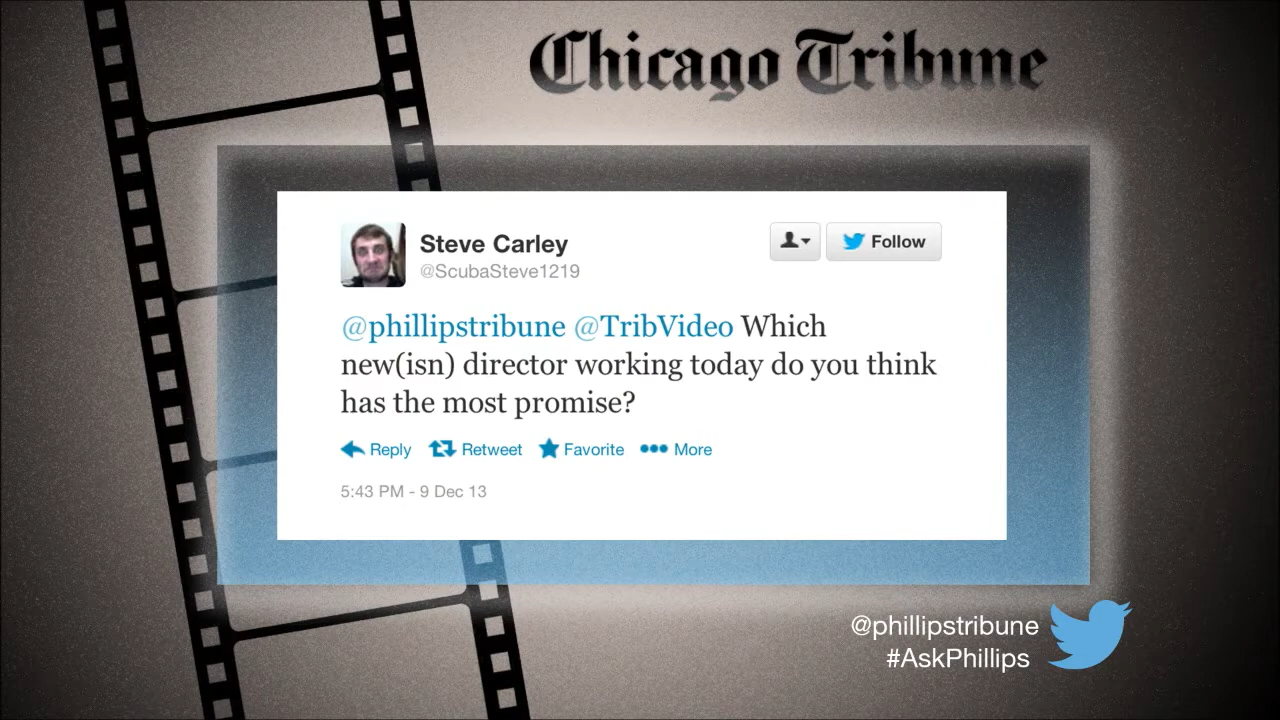 Chicago Tribune
Steve Carley
@ScubaSteve1219
Follow
@phillipstribune @TribVideo Which
new(isn) director working today do you think
has the most promise?
Reply Retweet Favorite More
5:43 PM - 9 Dec 13
@phillipstribune
#AskPhillips